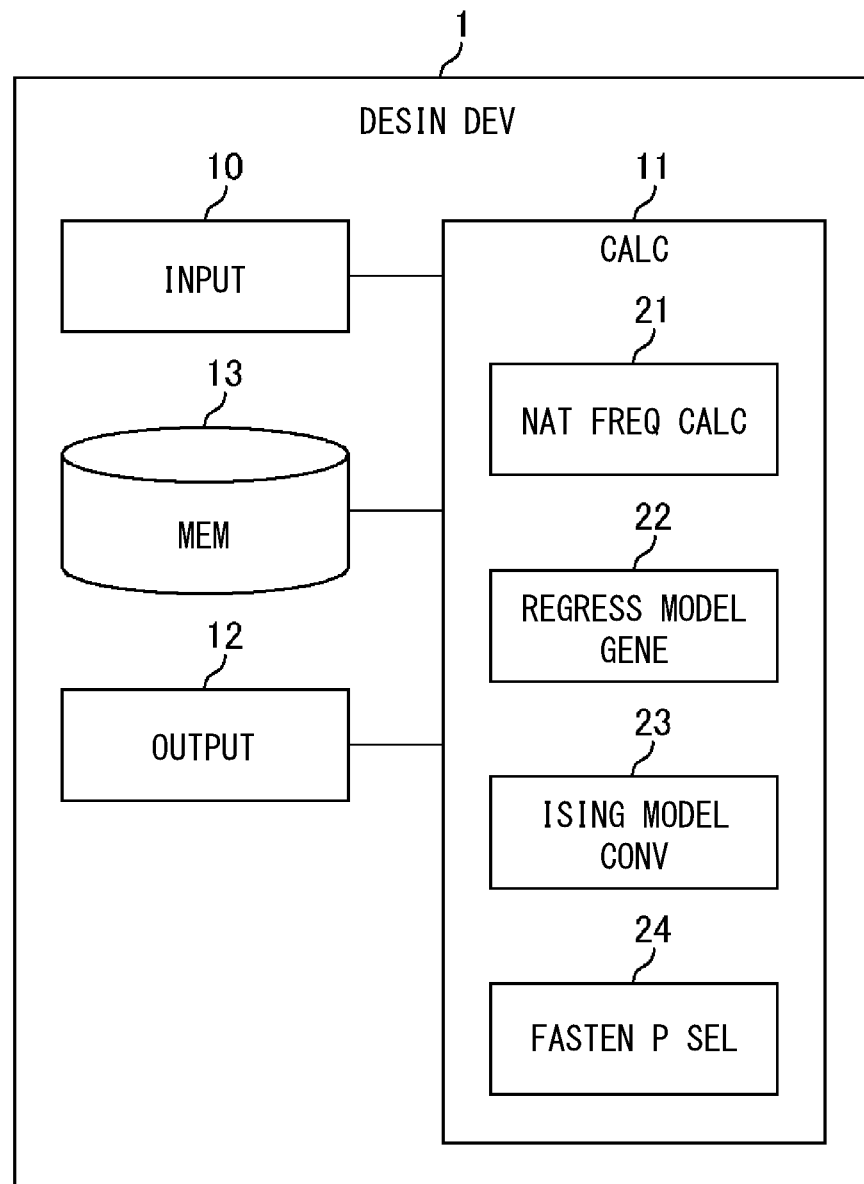 1
DESIN DEV
10
INPUT
13
MEM
12
OUTPUT
11
CALC
21
NAT FREQ CALC
22
REGRESS MODEL
GENE
23
ISING MODEL
CONV
24
FASTEN P SEL